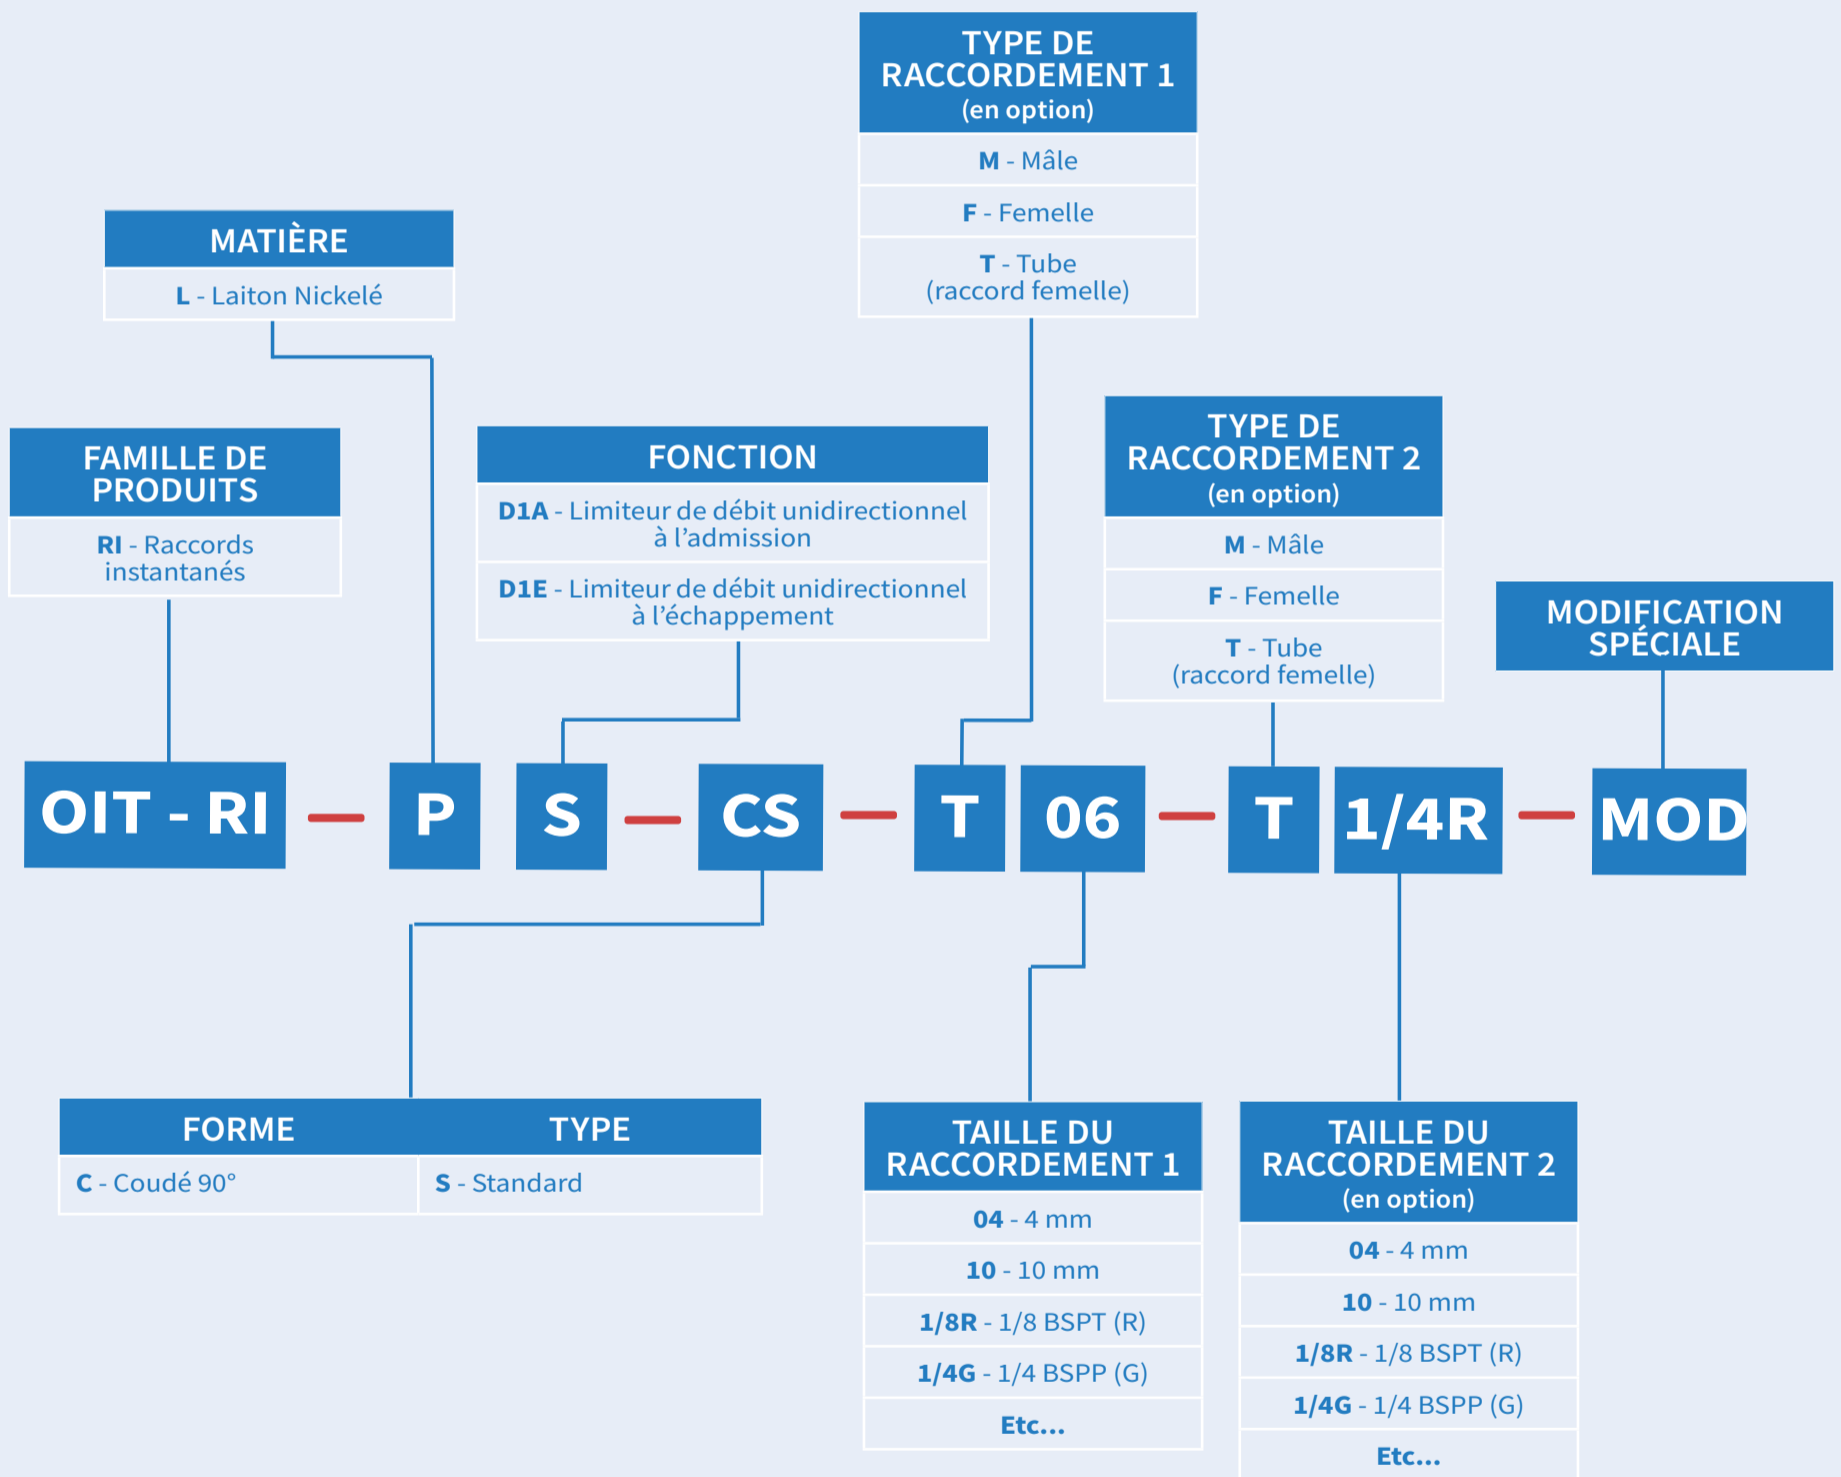 TYPE DE
RACCORDEMENT 1
(en option)
M - Mâle
F - Femelle
T - Tube
(raccord femelle)
MATIÈRE
L - Laiton Nickelé
FAMILLE DE
PRODUITS
RI - Raccords
instantanés
FONCTION
D1A - Limiteur de débit unidirectionnel
à l’admission
D1E - Limiteur de débit unidirectionnel
à l’échappement
TYPE DE
RACCORDEMENT 2
(en option)
M - Mâle
F - Femelle
T - Tube
(raccord femelle)
MODIFICATION
SPÉCIALE
OIT - RI — P S — CS — T 06 — T 1/4R — MOD
FORME TYPE
C - Coudé 90° S - Standard
TAILLE DU
RACCORDEMENT 1
04 - 4 mm
10 - 10 mm
1/8R - 1/8 BSPT (R)
1/4G - 1/4 BSPP (G)
Etc...
TAILLE DU
RACCORDEMENT 2
(en option)
04 - 4 mm
10 - 10 mm
1/8R - 1/8 BSPT (R)
1/4G - 1/4 BSPP (G)
Etc...